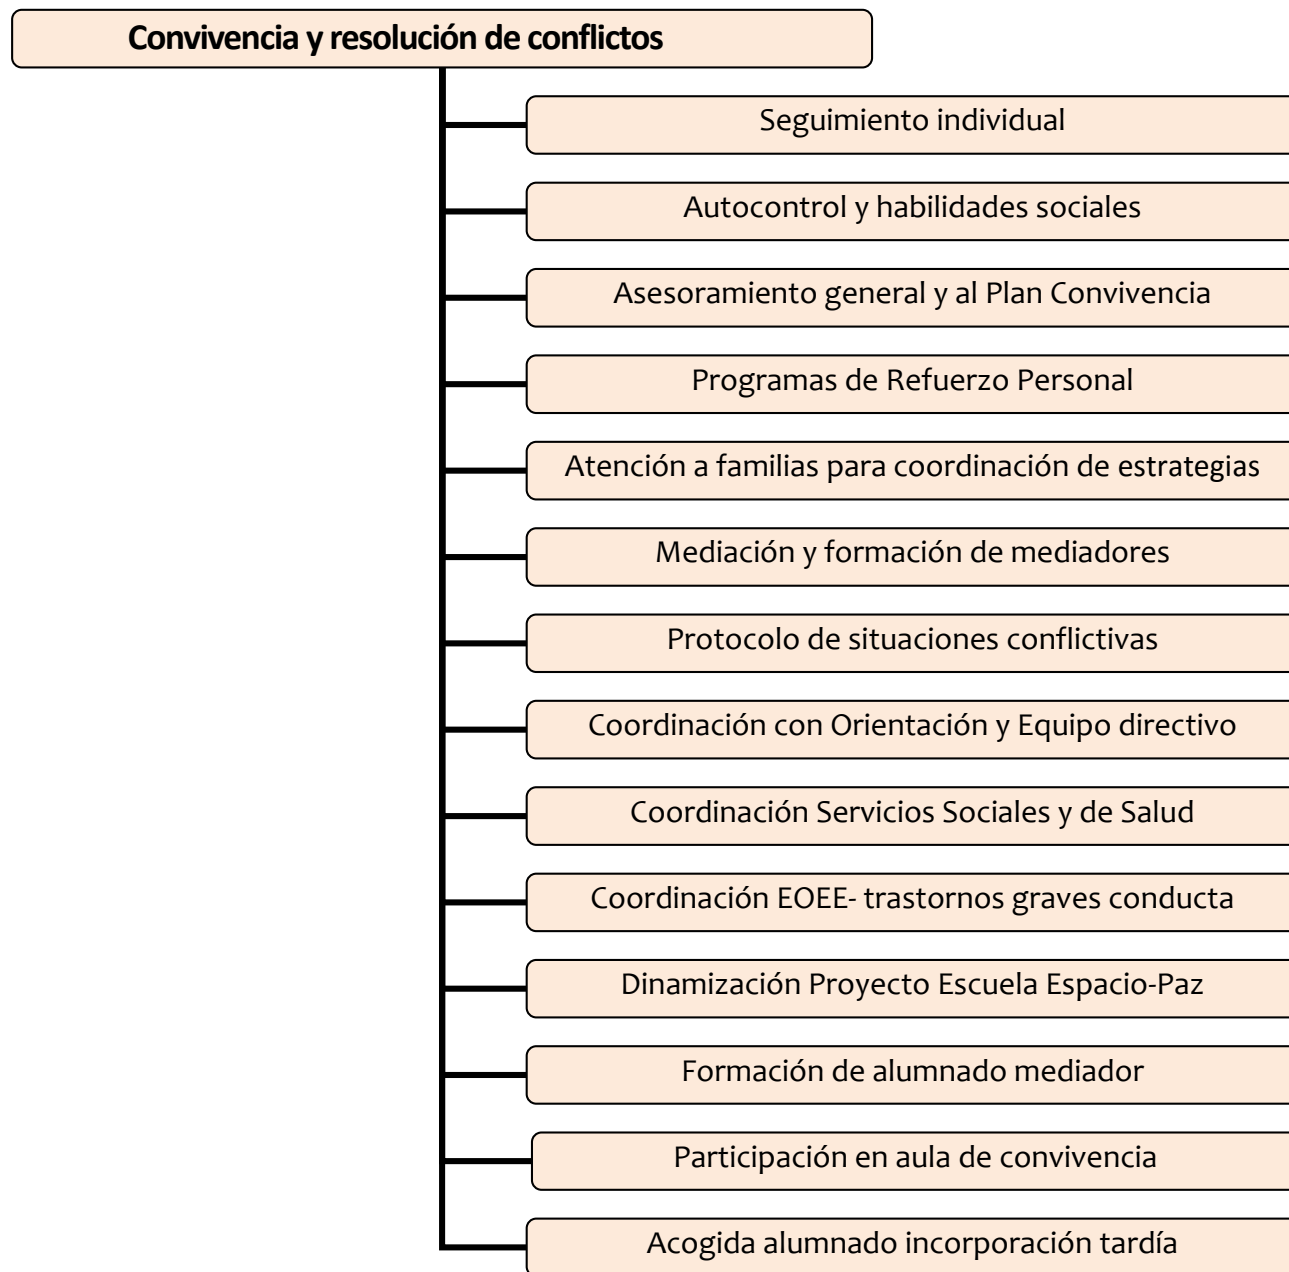 Convivencia y resolución de conflictos
Seguimiento individual
Autocontrol y habilidades sociales
Asesoramiento general y al Plan Convivencia
Programas de Refuerzo Personal
Atención a familias para coordinación de estrategias
Mediación y formación de mediadores
Protocolo de situaciones conflictivas
Coordinación con Orientación y Equipo directivo
Coordinación Servicios Sociales y de Salud
Coordinación EOEE- trastornos graves conducta
Dinamización Proyecto Escuela Espacio-Paz
Formación de alumnado mediador
Participación en aula de convivencia
Acogida alumnado incorporación tardía